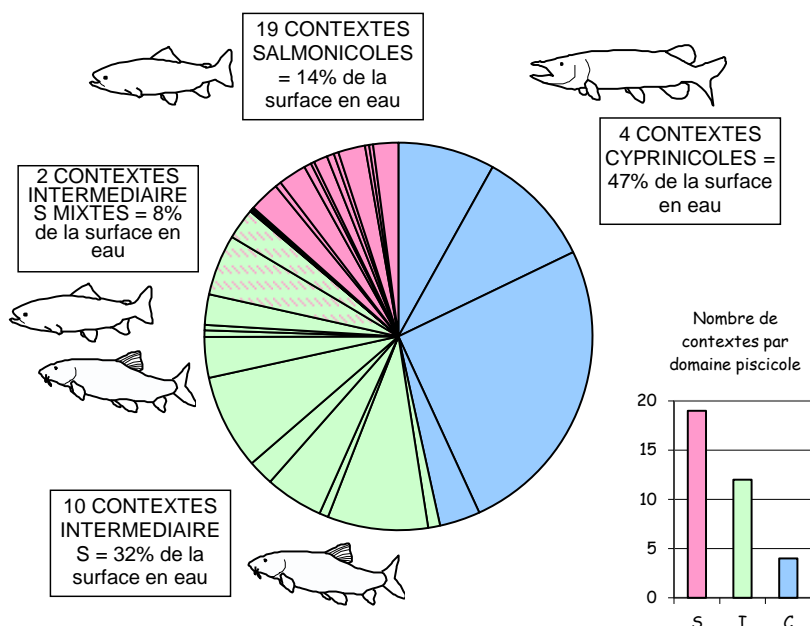 19 CONTEXTES
SALMONICOLES
= 14% de la
surface en eau
4 CONTEXTES
CYPRINICOLES =
47% de la surface
en eau
2 CONTEXTES
INTERMEDIAIRE
S MIXTES = 8%
de la surface en
eau
10 CONTEXTES
INTERMEDIAIRE
S = 32% de la
surface en eau
Nombre de
contextes par
domaine piscicole
20
15
10
5
0
S I C